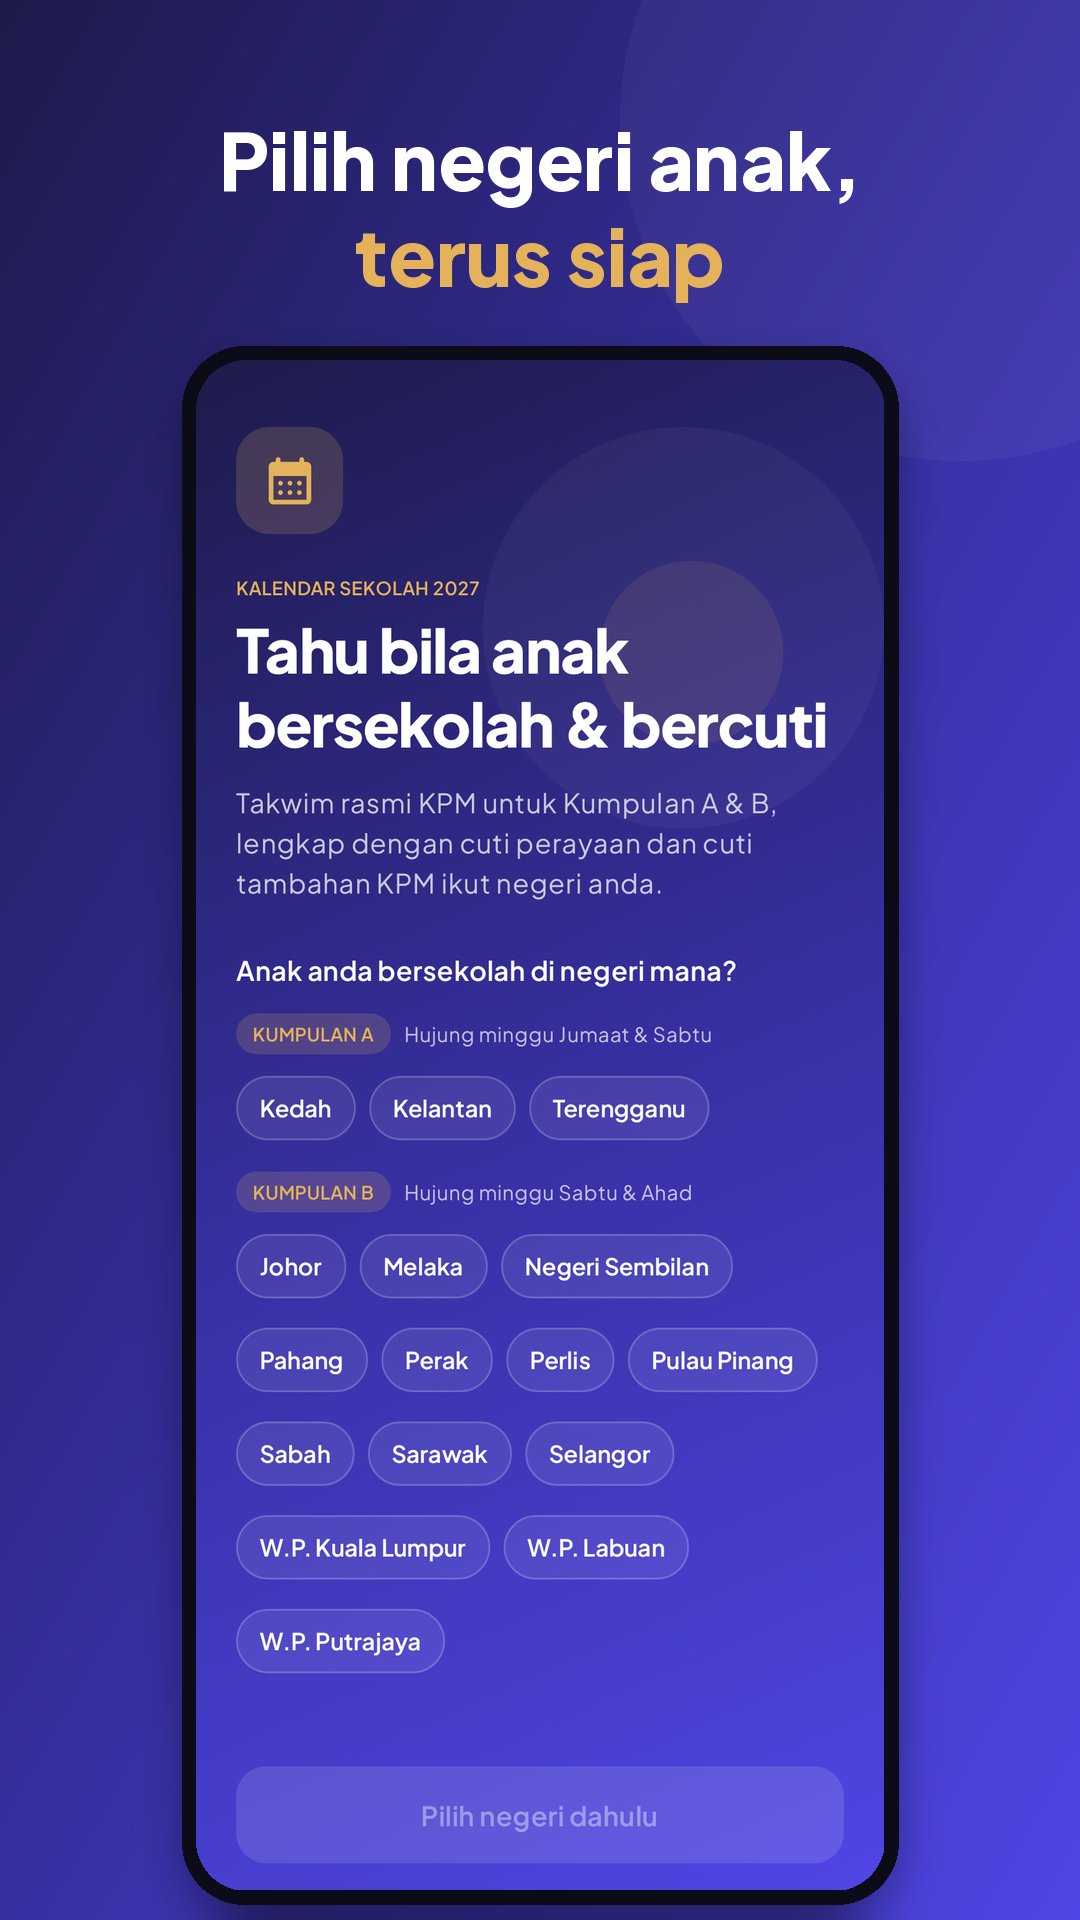 Pilih negeri anak,
terus siap
KALENDAR SEKOLAH 2027
Tahu bila anak
bersekolah & bercuti
Takwim rasmi KPM untuk Kumpulan A & B,
lengkap dengan cuti perayaan dan cuti
tambahan KPM ikut negeri anda.
Anak anda bersekolah di negeri mana?
KUMPULAN A Hujung minggu Jumaat & Sabtu
Kedah Kelantan Terengganu
KUMPULAN B Hujung minggu Sabtu & Ahad
Johor Melaka Negeri Sembilan
Pahang Perak Perlis Pulau Pinang
Sabah Sarawak Selangor
W.P. Kuala Lumpur W.P. Labuan
W.P. Putrajaya
Pilih negeri dahulu